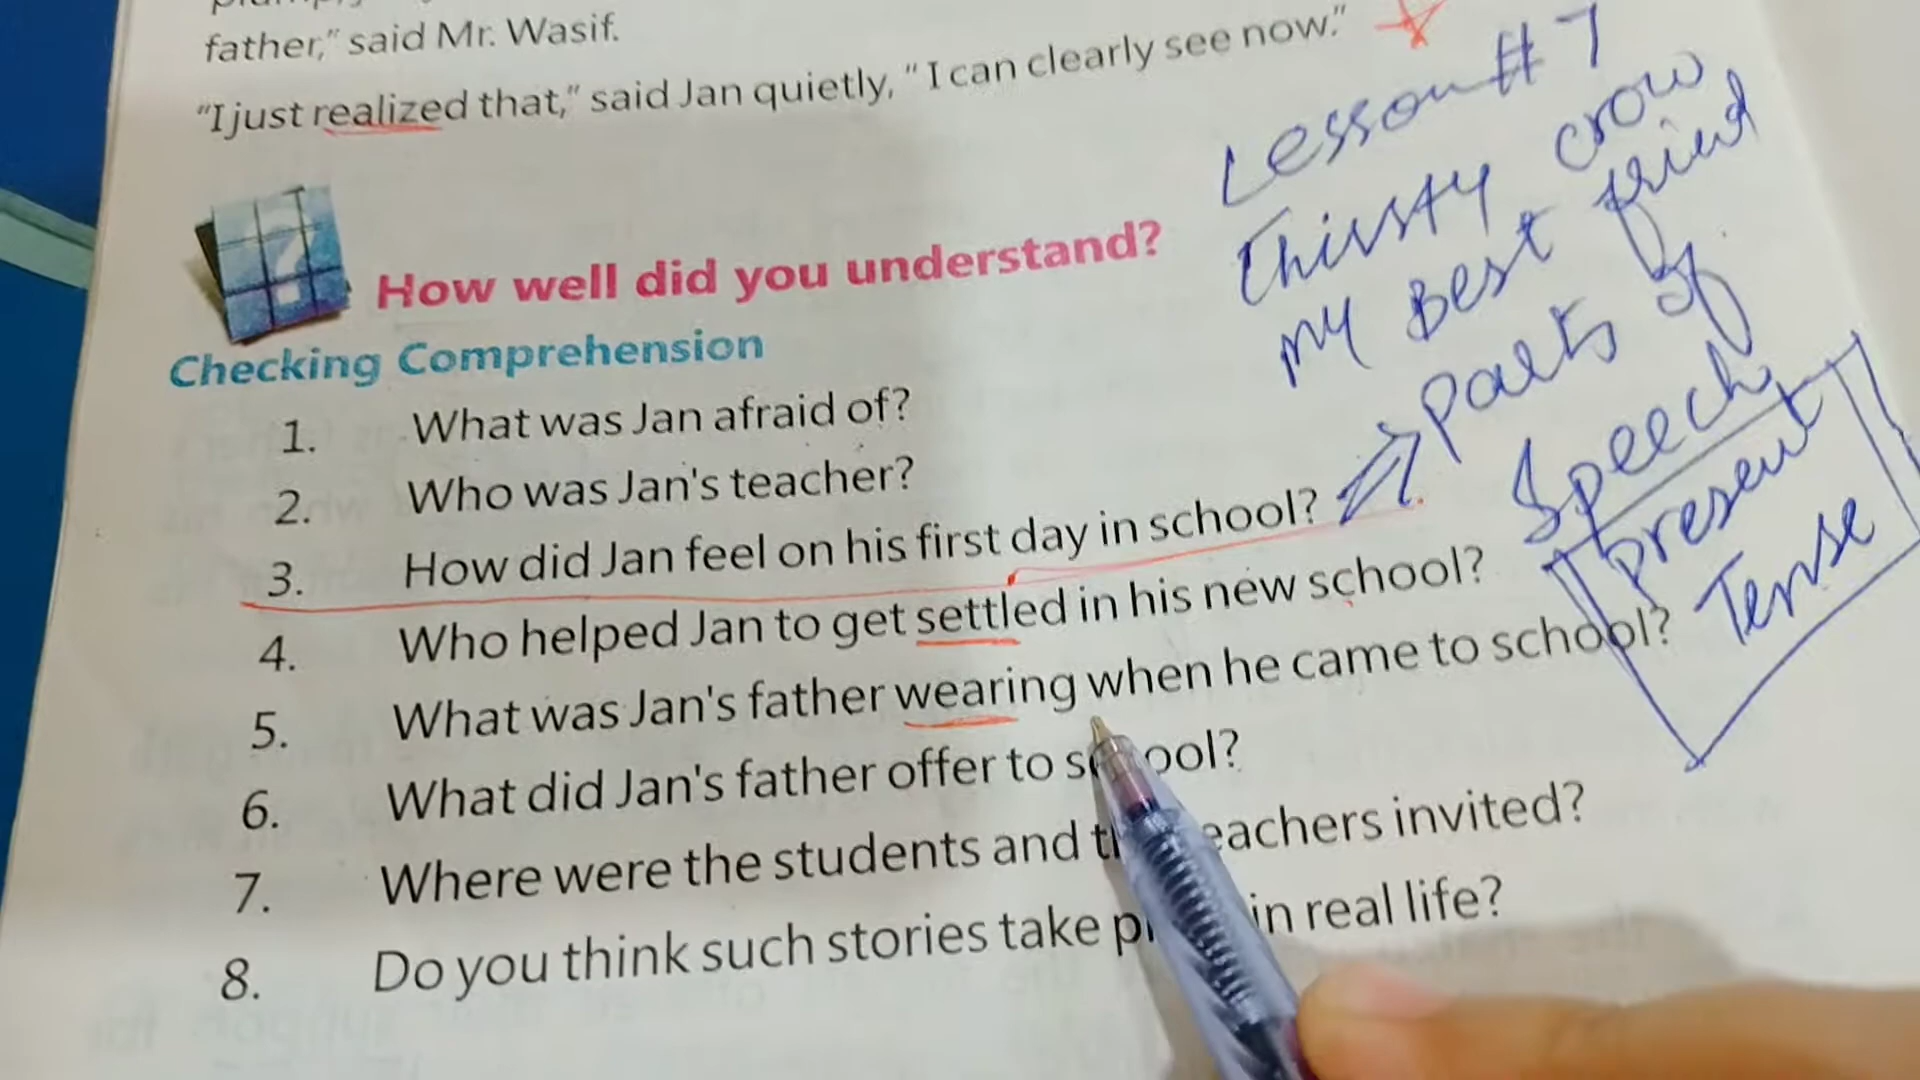 father," said Mr. Wasif.
"I just realized that," said Jan quietly, "I can clearly see now."
How well did you understand?
Checking Comprehension
1. What was Jan afraid of?
2. Who was Jan's teacher?
3. How did Jan feel on his first day in school?
4. Who helped Jan to get settled in his new school?
5. What was Jan's father wearing when he came to school?
6. What did Jan's father offer to school?
7. Where were the students and teachers invited?
8. Do you think such stories take in real life?
Lesson # 7
Thirsty crow
my Best friend
Parts of
Speech
present
Tense